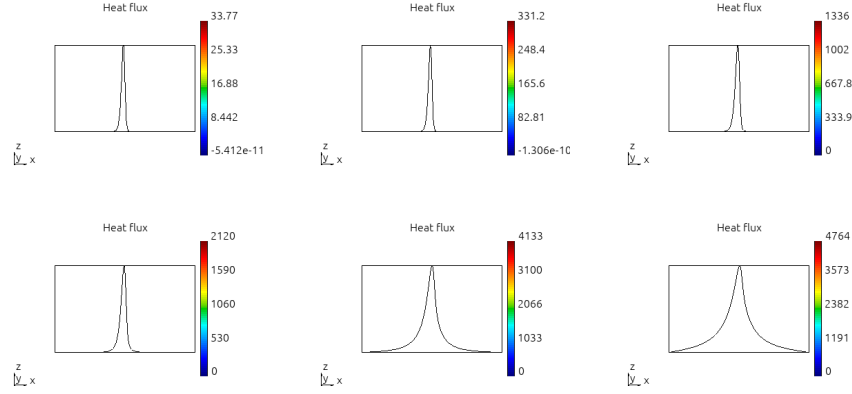 Heat flux
33.77
25.33
16.88
8.442
-5.412e-11
z
y x
Heat flux
331.2
248.4
165.6
82.81
-1.306e-10
z
y x
Heat flux
1336
1002
667.8
333.9
0
z
y x
Heat flux
2120
1590
1060
530
0
z
y x
Heat flux
4133
3100
2066
1033
0
z
y x
Heat flux
4764
3573
2382
1191
0
z
y x